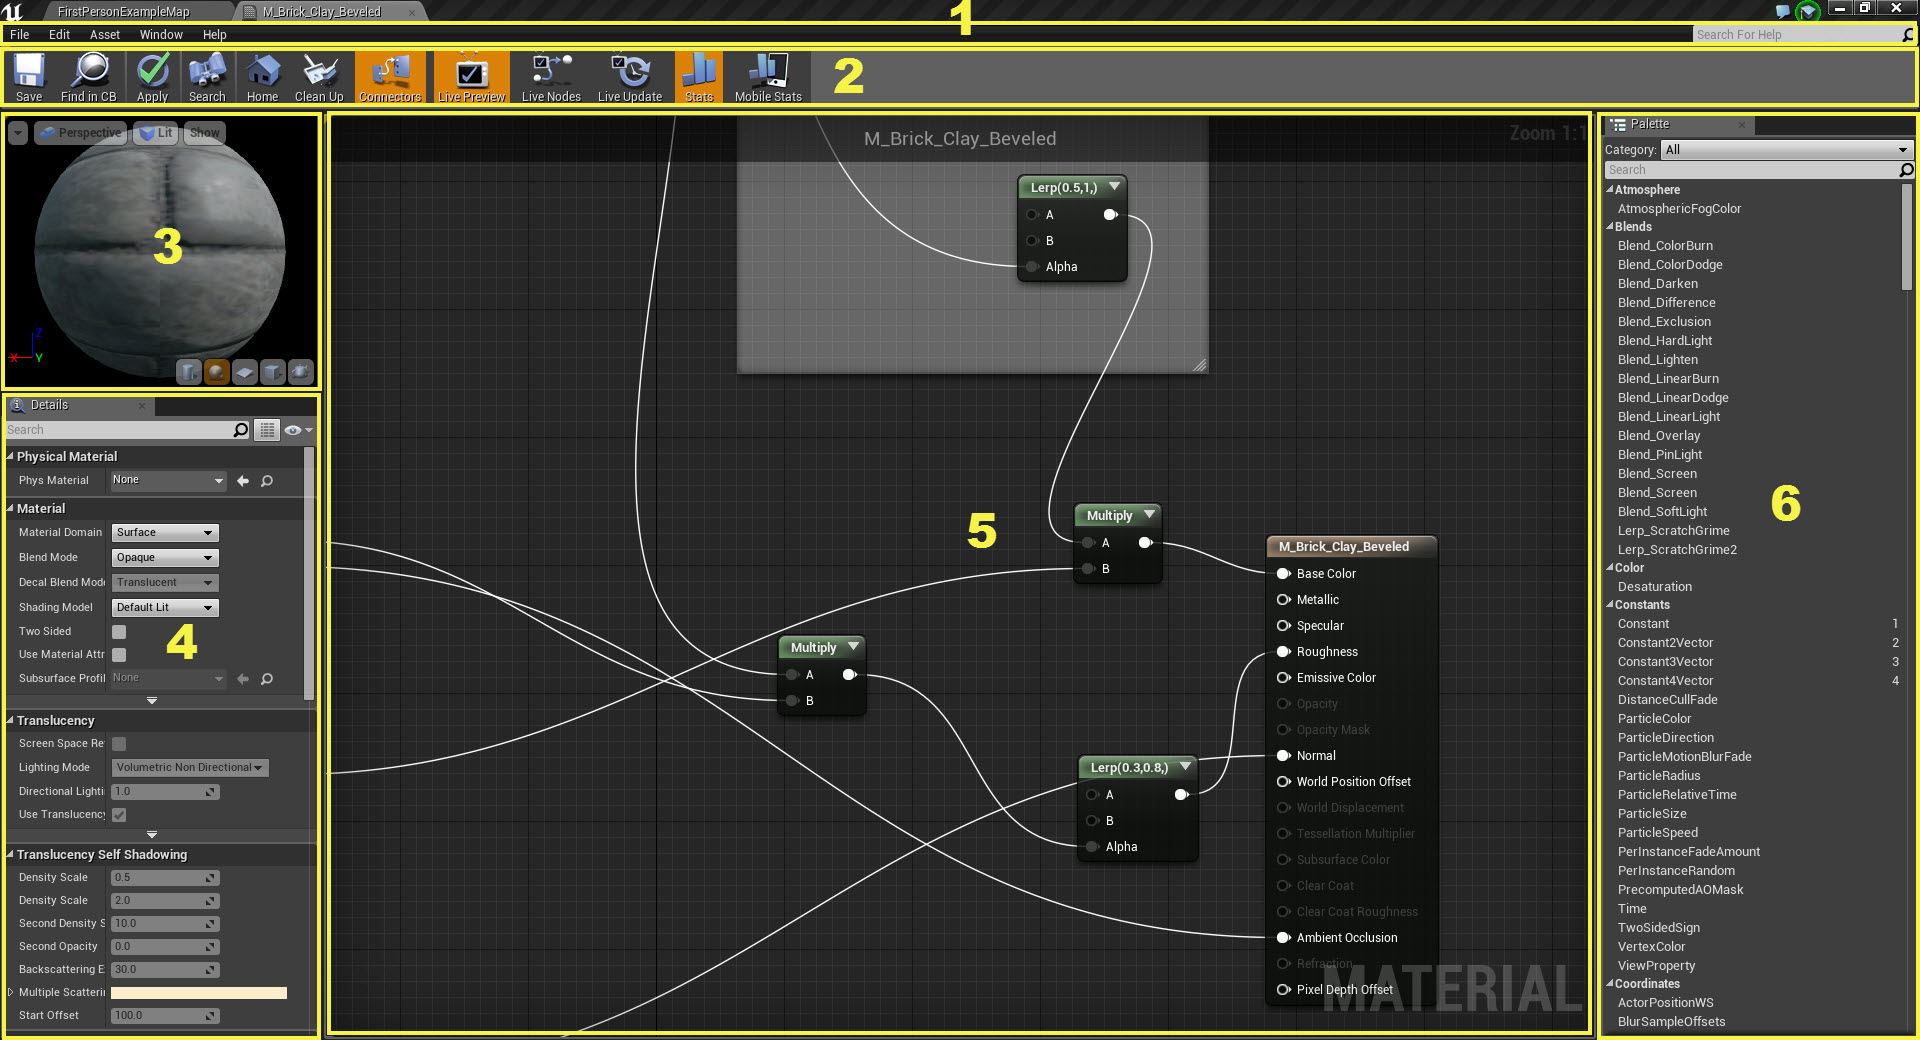 FirstPersonExampleMap
M_Brick_Clay_Beveled
1
File Edit Asset Window Help
Search For Help
Save Find in CB Apply Search Home Clean Up Connectors Live Preview Live Nodes Live Update Stats Mobile Stats
2
Perspective Lit Show
3
Z
X Y
Details
Search
Physical Material
Phys Material None
Material
Material Domain Surface
Blend Mode Opaque
Decal Blend Mode Translucent
Shading Model Default Lit
Two Sided
Use Material Attr
Subsurface Profil None
4
Translucency
Screen Space Re
Lighting Mode Volumetric Non Directional
Directional Lighti 1.0
Use Translucency
Translucency Self Shadowing
Density Scale 0.5
Density Scale 2.0
Second Density S 10.0
Second Opacity 0.0
Backscattering E 30.0
Multiple Scatteri
Start Offset 100.0
M_Brick_Clay_Beveled
Zoom 1:1
Lerp(0.5,1,)
A
B
Alpha
5
Multiply
A
B
Multiply
A
B
Lerp(0.3,0.8,)
A
B
Alpha
M_Brick_Clay_Beveled
Base Color
Metallic
Specular
Roughness
Emissive Color
Opacity
Opacity Mask
Normal
World Position Offset
World Displacement
Tessellation Multiplier
Subsurface Color
Clear Coat
Clear Coat Roughness
Ambient Occlusion
Refraction
Pixel Depth Offset
MATERIAL
Palette
Category: All
Search
Atmosphere
AtmosphericFogColor
Blends
Blend_ColorBurn
Blend_ColorDodge
Blend_Darken
Blend_Difference
Blend_Exclusion
Blend_HardLight
Blend_Lighten
Blend_LinearBurn
Blend_LinearDodge
Blend_LinearLight
Blend_Overlay
Blend_PinLight
Blend_Screen
Blend_Screen
Blend_SoftLight
Lerp_ScratchGrime
Lerp_ScratchGrime2
6
Color
Desaturation
Constants
Constant 1
Constant2Vector 2
Constant3Vector 3
Constant4Vector 4
DistanceCullFade
ParticleColor
ParticleDirection
ParticleMotionBlurFade
ParticleRadius
ParticleRelativeTime
ParticleSize
ParticleSpeed
PerInstanceFadeAmount
PerInstanceRandom
PrecomputedAOMask
Time
TwoSidedSign
VertexColor
ViewProperty
Coordinates
ActorPositionWS
BlurSampleOffsets